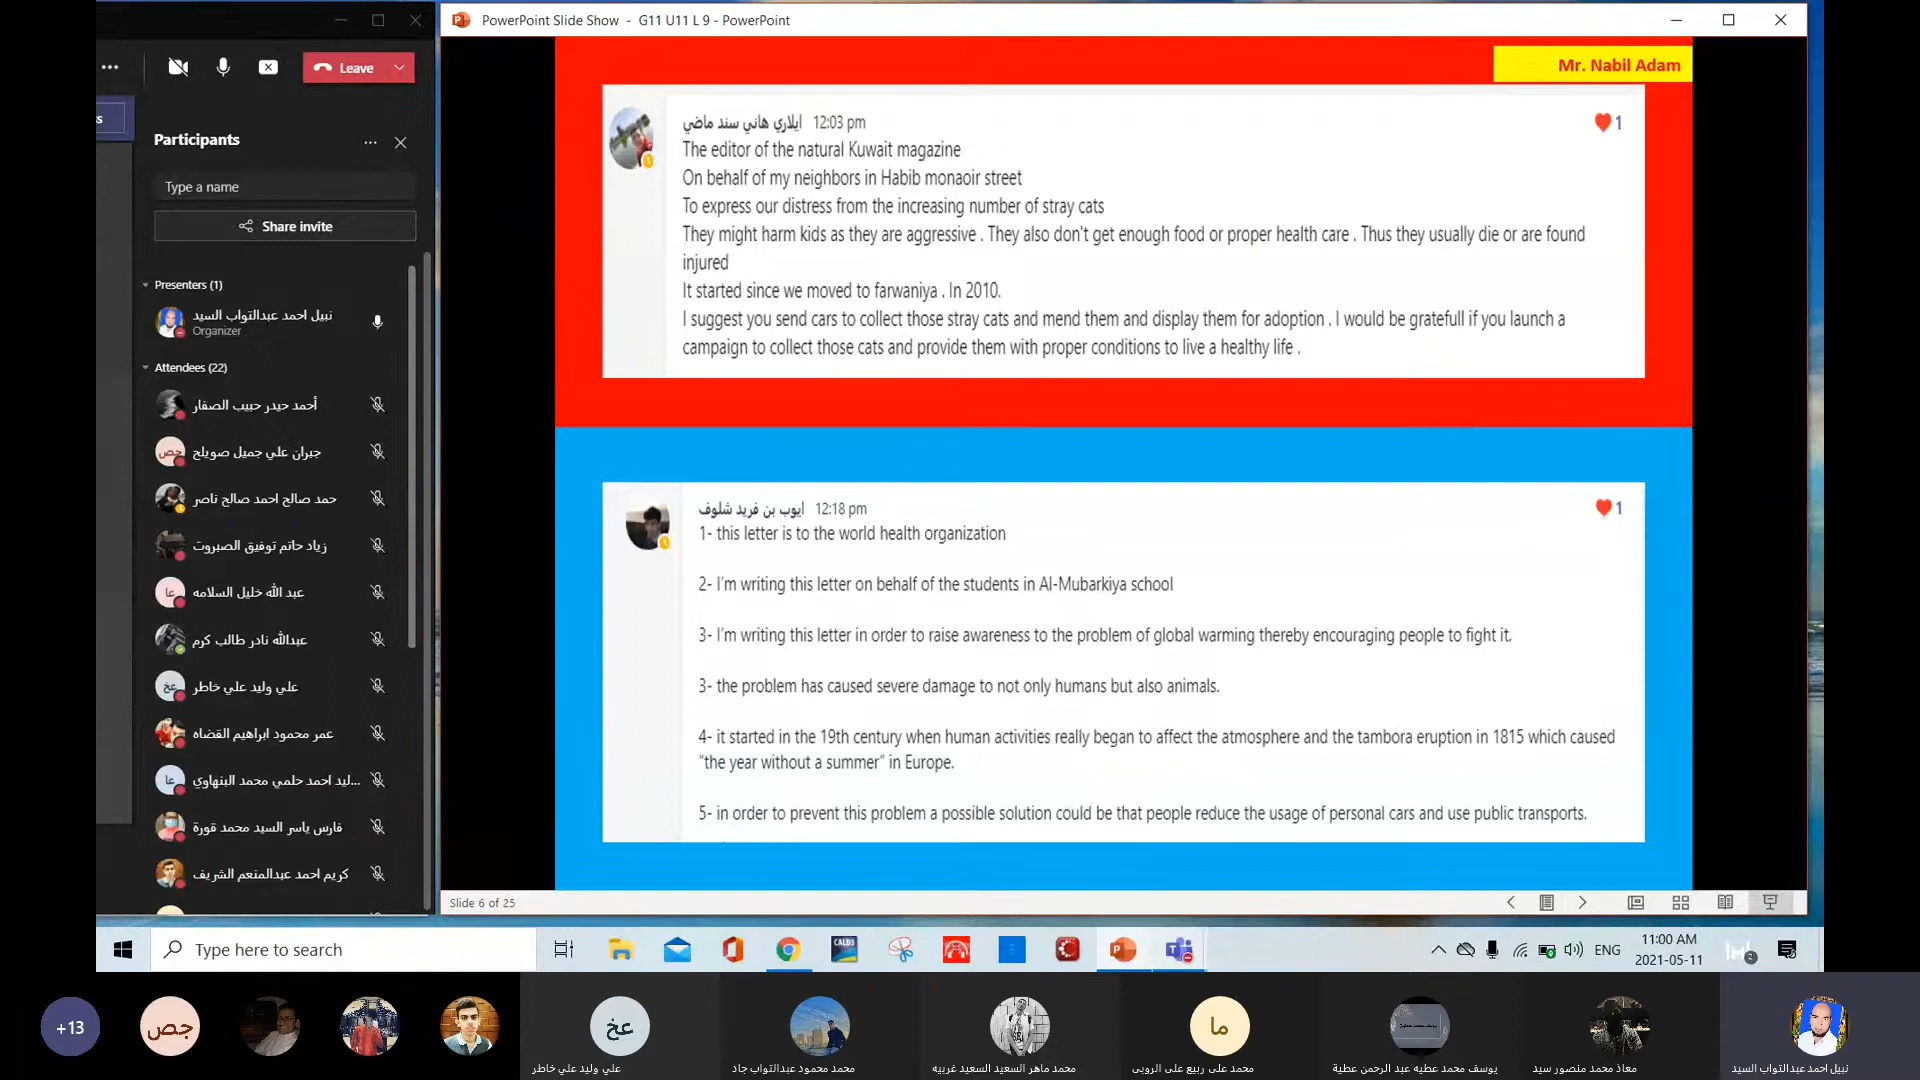 PowerPoint Slide Show - G11 U11 L 9 - PowerPoint
Leave
s
Participants
Type a name
Share invite
Presenters (1)
نبيل احمد عبدالتواب السيد
Organizer
Attendees (22)
أحمد حيدر حبيب الصفار
جص
جبران علي جميل صويلح
حمد صالح احمد صالح ناصر
زياد حاتم توفيق الصبروت
عا
عبد الله خليل السلامه
عبدالله نادر طالب كرم
عخ
علي وليد علي خاطر
عمر محمود ابراهيم القضاه
عا
...ليد احمد حلمي محمد البنهاوي
فارس ياسر السيد محمد قورة
كريم احمد عبدالمنعم الشريف
Mr. Nabil Adam
ايلاري هاني سند ماضي 12:03 pm
1
The editor of the natural Kuwait magazine
On behalf of my neighbors in Habib monaoir street
To express our distress from the increasing number of stray cats
They might harm kids as they are aggressive . They also don't get enough food or proper health care . Thus they usually die or are found
injured
It started since we moved to farwaniya . In 2010.
I suggest you send cars to collect those stray cats and mend them and display them for adoption . I would be gratefull if you launch a
campaign to collect those cats and provide them with proper conditions to live a healthy life .
ايوب بن فريد شلوف 12:18 pm
1
1- this letter is to the world health organization
2- I'm writing this letter on behalf of the students in Al-Mubarkiya school
3- I'm writing this letter in order to raise awareness to the problem of global warming thereby encouraging people to fight it.
3- the problem has caused severe damage to not only humans but also animals.
4- it started in the 19th century when human activities really began to affect the atmosphere and the tambora eruption in 1815 which caused
“the year without a summer” in Europe.
5- in order to prevent this problem a possible solution could be that people reduce the usage of personal cars and use public transports.
Slide 6 of 25
Type here to search
CALD3
ENG
11:00 AM
2021-05-11
2
+13
جص
عخ
ما
علي وليد علي خاطر
محمد محمود عبدالتواب جاد
محمد ماهر السعيد السعيد غربيه
محمد على ربيع على الروبى
يوسف محمد عطيه عبد الرحمن عطية
معاذ محمد منصور سيد
نبيل احمد عبدالتواب السيد